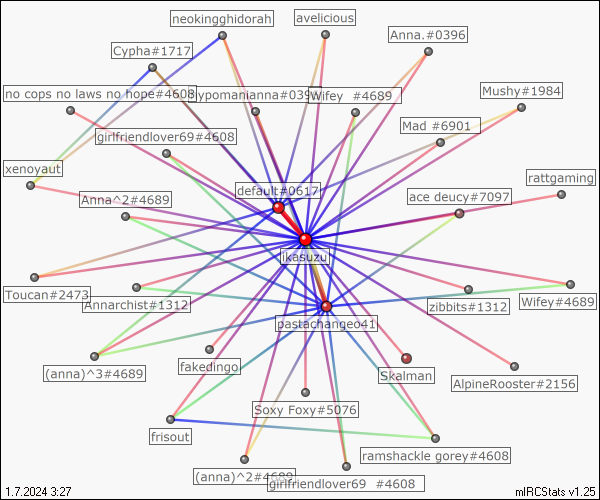 neokingghidorah
avelicious
Anna.#0396
Cypha#1717
no cops no laws no hope#4608
hypomanianna#039
Wifey #4689
Mushy#1984
girlfriendlover69#4608
Mad #6901
xenoyaut
default#0617
rattgaming
Anna^2#4689
ace deucy#7097
ikasuzu
Toucan#2473
Annarchist#1312
zibbits#1312
Wifey#4689
pastachangeo41
fakedingo
(anna)^3#4689
Skalman
AlpineRooster#2156
Soxy Foxy#5076
frisout
ramshackle gorey#4608
(anna)^2#4689
girlfriendlover69 #4608
1.7.2024 3:27
mIRCStats v1.25